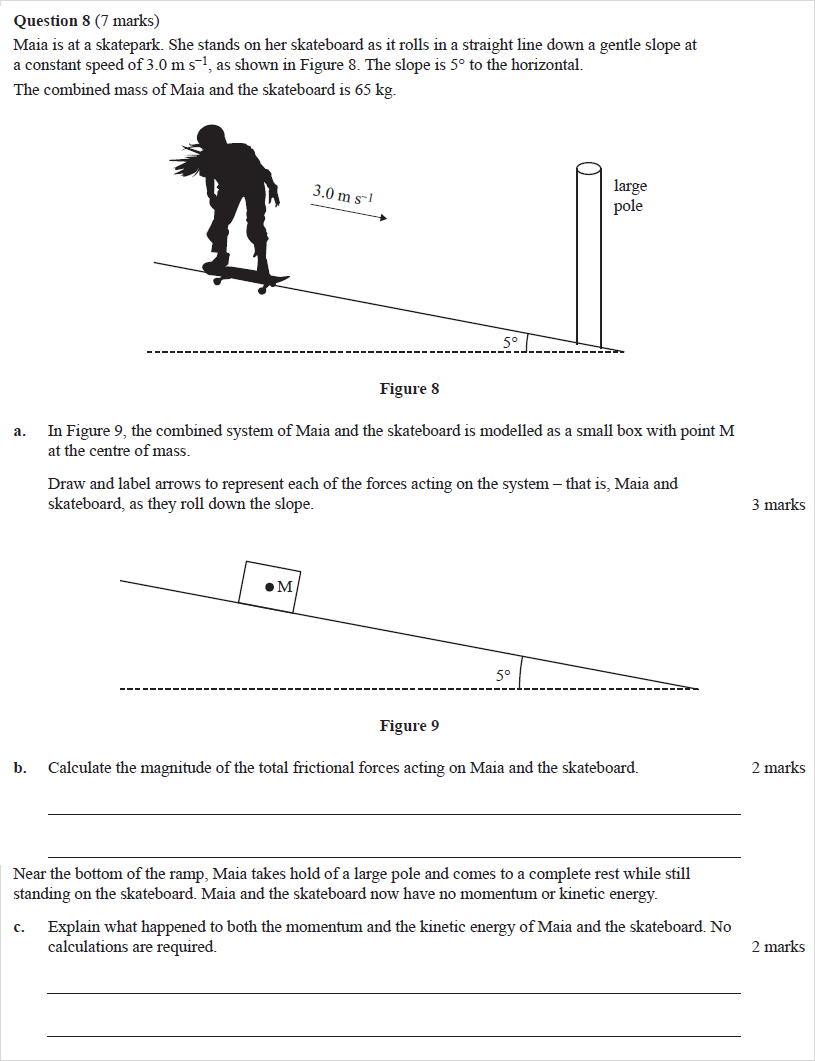 Question 8 (7 marks)
Maia is at a skatepark. She stands on her skateboard as it rolls in a straight line down a gentle slope at
a constant speed of 3.0 m s⁻¹, as shown in Figure 8. The slope is 5° to the horizontal.
The combined mass of Maia and the skateboard is 65 kg.
3.0 m s⁻¹
large
pole
5°
Figure 8
a. In Figure 9, the combined system of Maia and the skateboard is modelled as a small box with point M
at the centre of mass.
Draw and label arrows to represent each of the forces acting on the system – that is, Maia and
skateboard, as they roll down the slope. 3 marks
M
5°
Figure 9
b. Calculate the magnitude of the total frictional forces acting on Maia and the skateboard. 2 marks
Near the bottom of the ramp, Maia takes hold of a large pole and comes to a complete rest while still
standing on the skateboard. Maia and the skateboard now have no momentum or kinetic energy.
c. Explain what happened to both the momentum and the kinetic energy of Maia and the skateboard. No
calculations are required. 2 marks